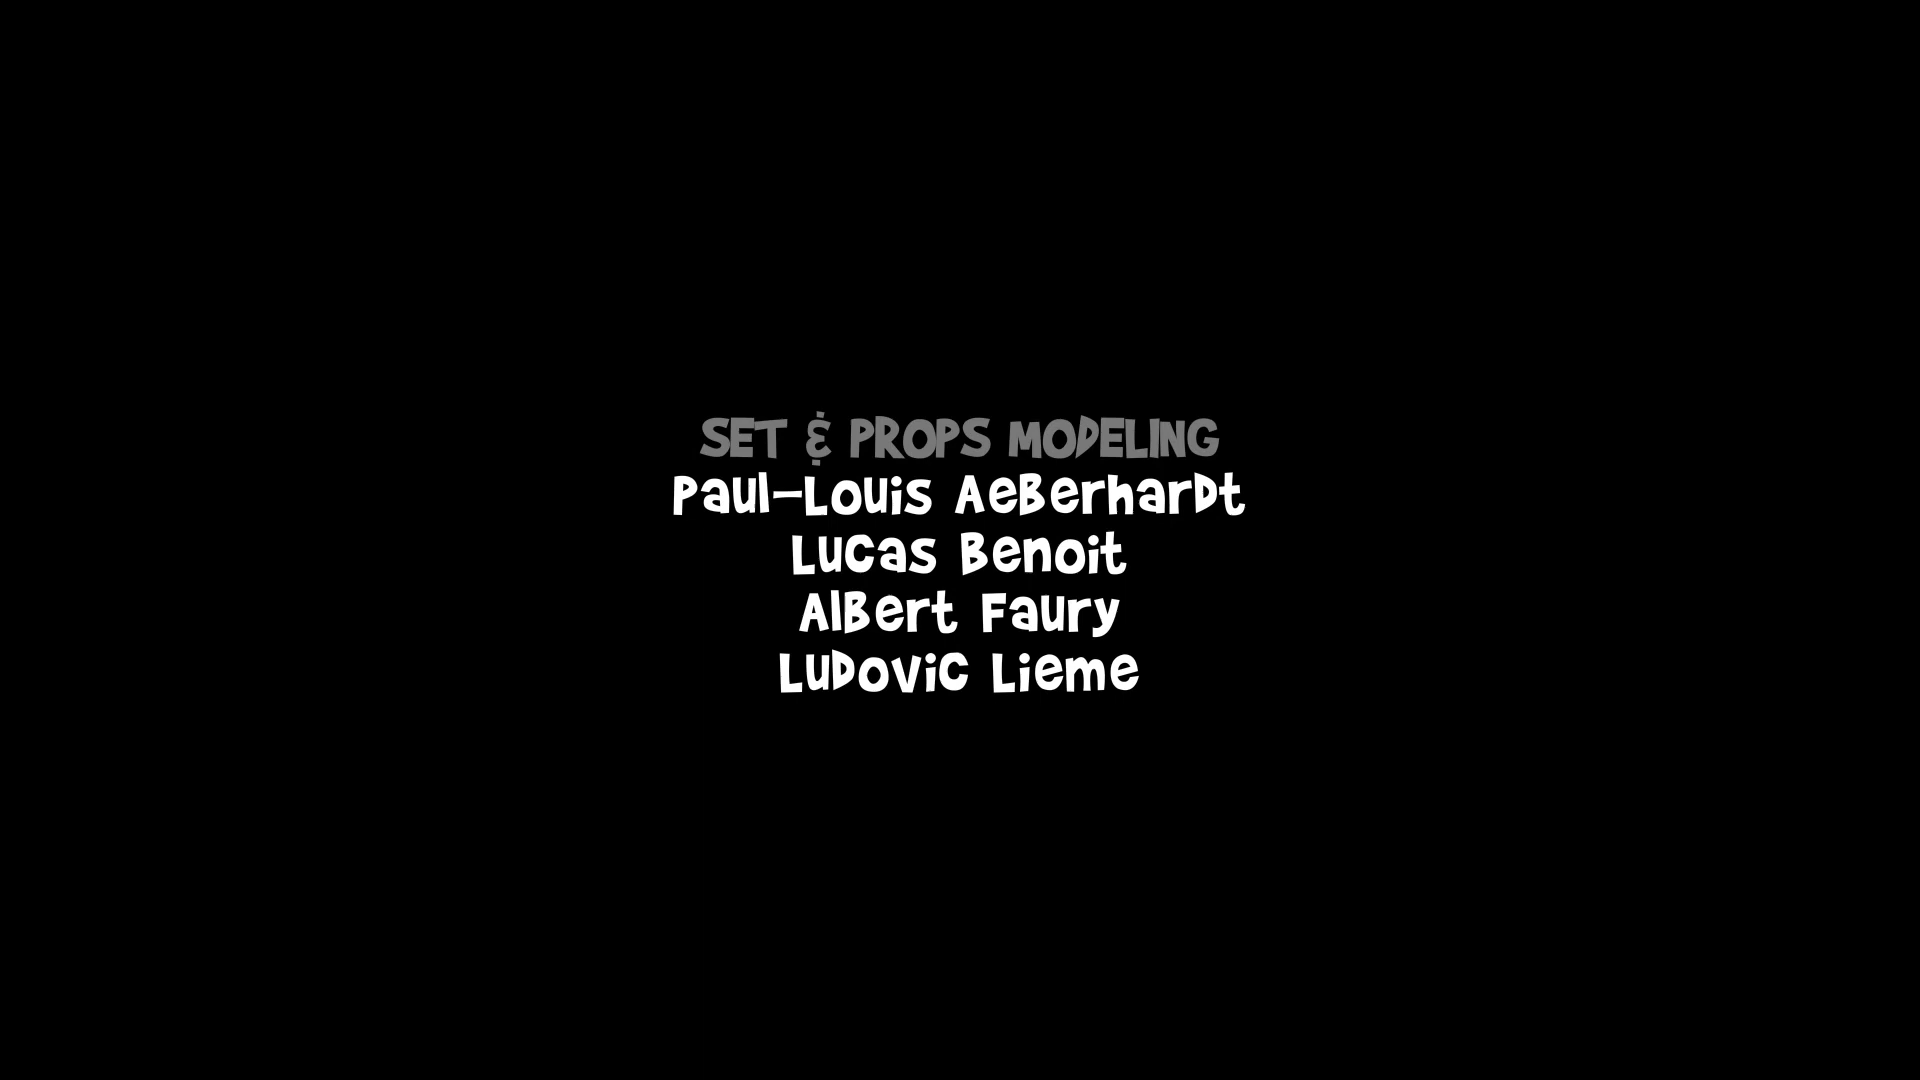 SET & PROPS MODELING
Paul-Louis Aeberhardt
Lucas Benoit
Albert Faury
Ludovic Lieme